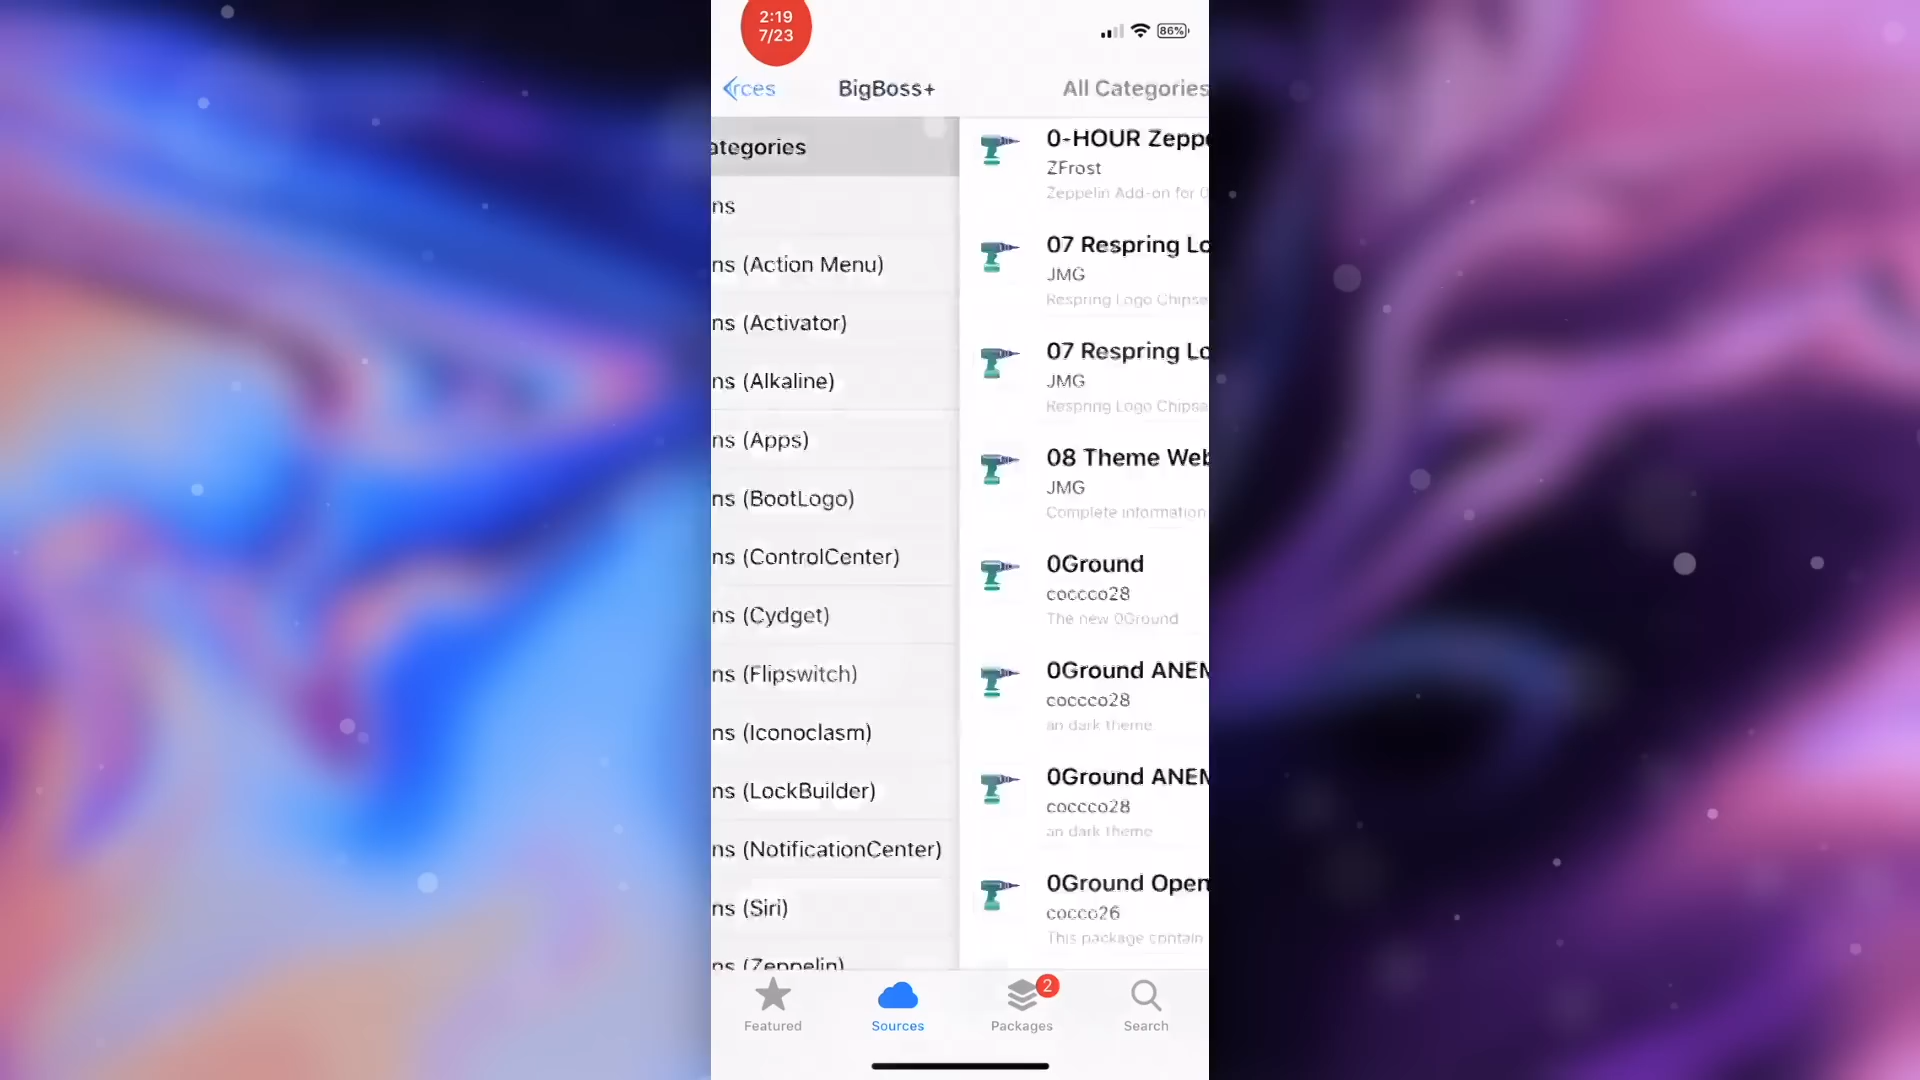 2:19
7/23
86%
rces
BigBoss+
All Categories
ategories
ns
ns (Action Menu)
ns (Activator)
ns (Alkaline)
ns (Apps)
ns (BootLogo)
ns (ControlCenter)
ns (Cydget)
ns (Flipswitch)
ns (Iconoclasm)
ns (LockBuilder)
ns (NotificationCenter)
ns (Siri)
ns (Zeppelin)
0-HOUR Zeppe
ZFrost
Zeppelin Add-on for 0
07 Respring Lo
JMG
Respring Logo Chipse
07 Respring Lo
JMG
Respring Logo Chipse
08 Theme Web
JMG
Complete information
0Ground
coccco28
The new 0Ground
0Ground ANEM
coccco28
an dark theme
0Ground ANEM
coccco28
an dark theme
0Ground Open
cocco26
This package contain
Featured
Sources
2
Packages
Search